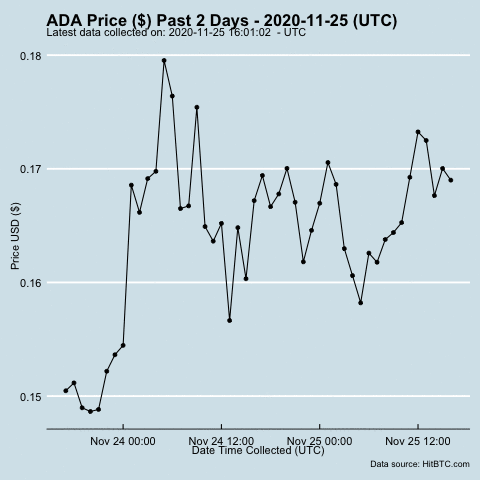 ADA Price ($) Past 2 Days - 2020-11-25 (UTC)
Latest data collected on: 2020-11-25 16:01:02 - UTC
0.18
0.17
0.16
0.15
Price USD ($)
Nov 24 00:00 Nov 24 12:00 Nov 25 00:00 Nov 25 12:00
Date Time Collected (UTC)
Data source: HitBTC.com